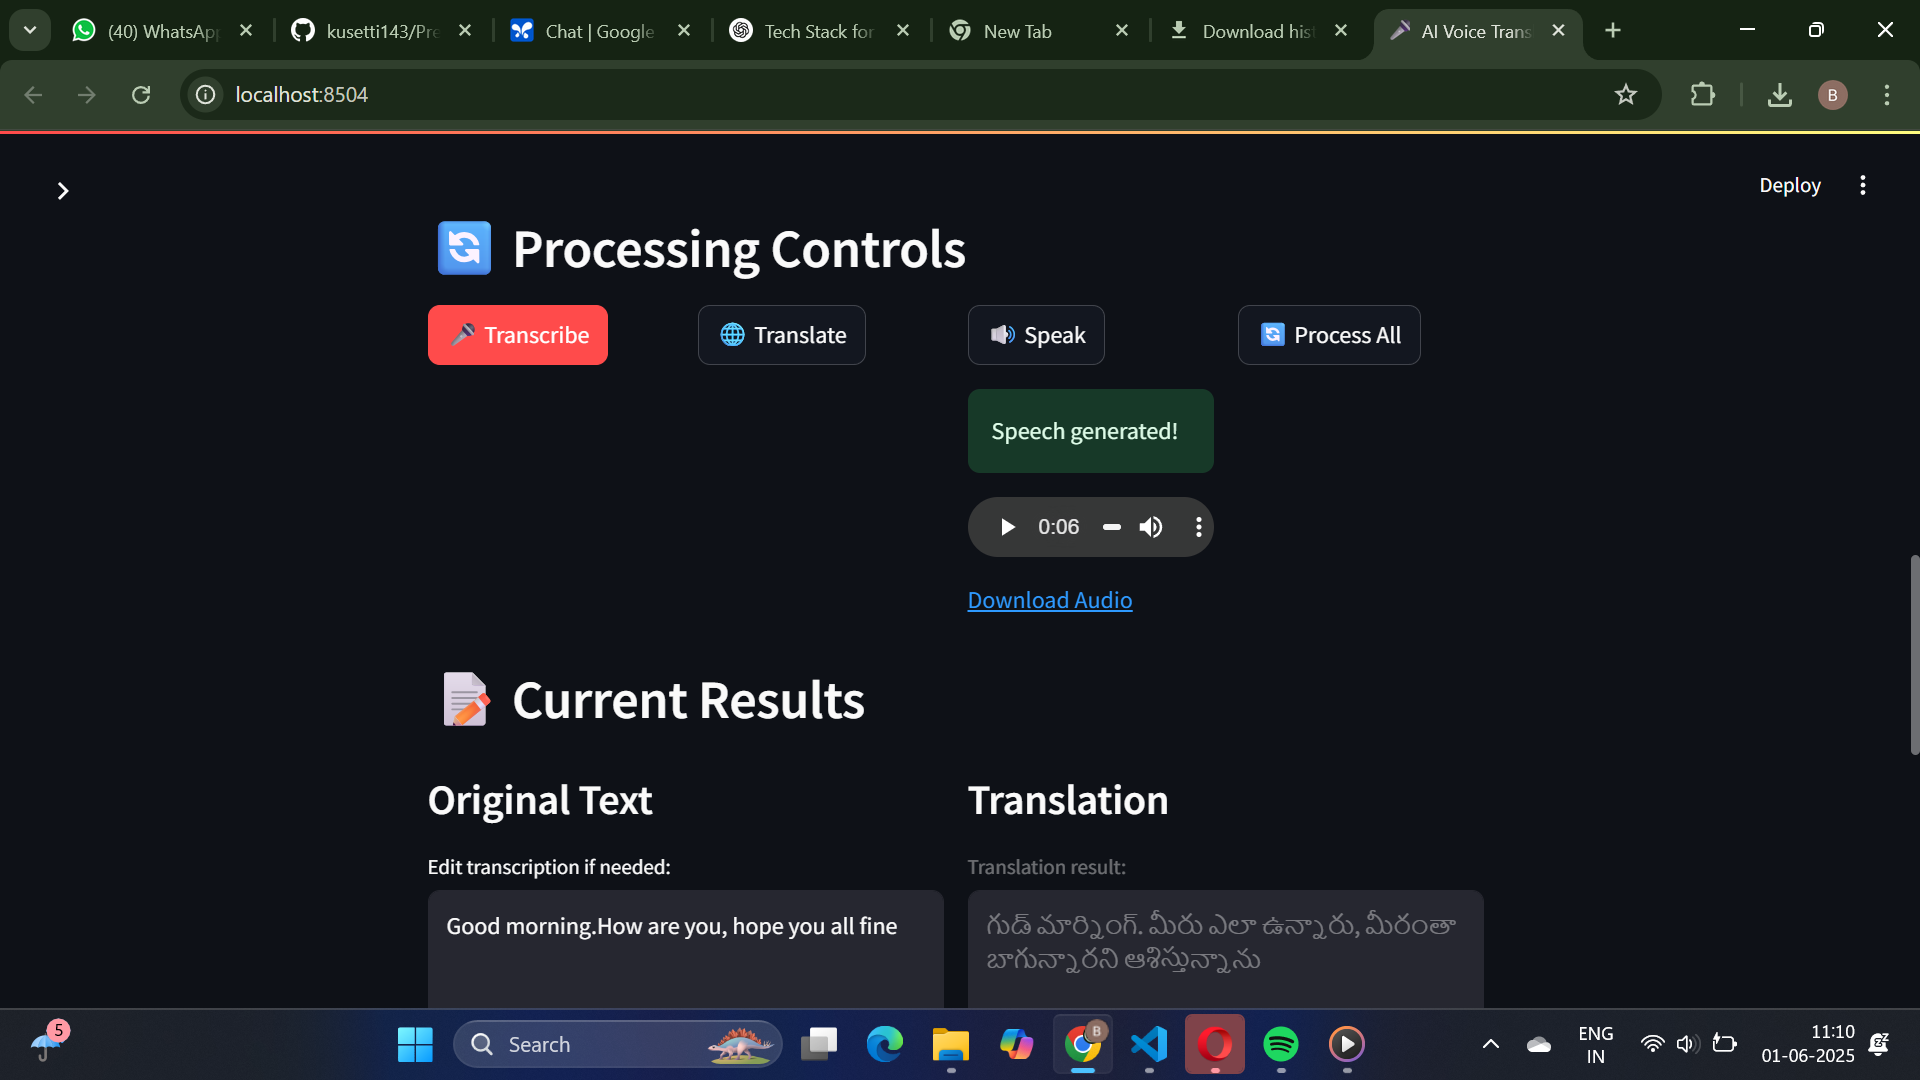 (40) WhatsApp
kusetti143/Pre
Chat | Google
Tech Stack for
New Tab
Download hist
AI Voice Trans
localhost:8504
B
Deploy
Processing Controls
Transcribe
Translate
Speak
Process All
Speech generated!
0:06
Download Audio
Current Results
Original Text
Translation
Edit transcription if needed:
Translation result:
Good morning.How are you, hope you all fine
గుడ్ మార్నింగ్. మీరు ఎలా ఉన్నారు, మీరంతా
బాగున్నారని ఆశిస్తున్నాను
5
Search
B
ENG
IN
11:10
01-06-2025